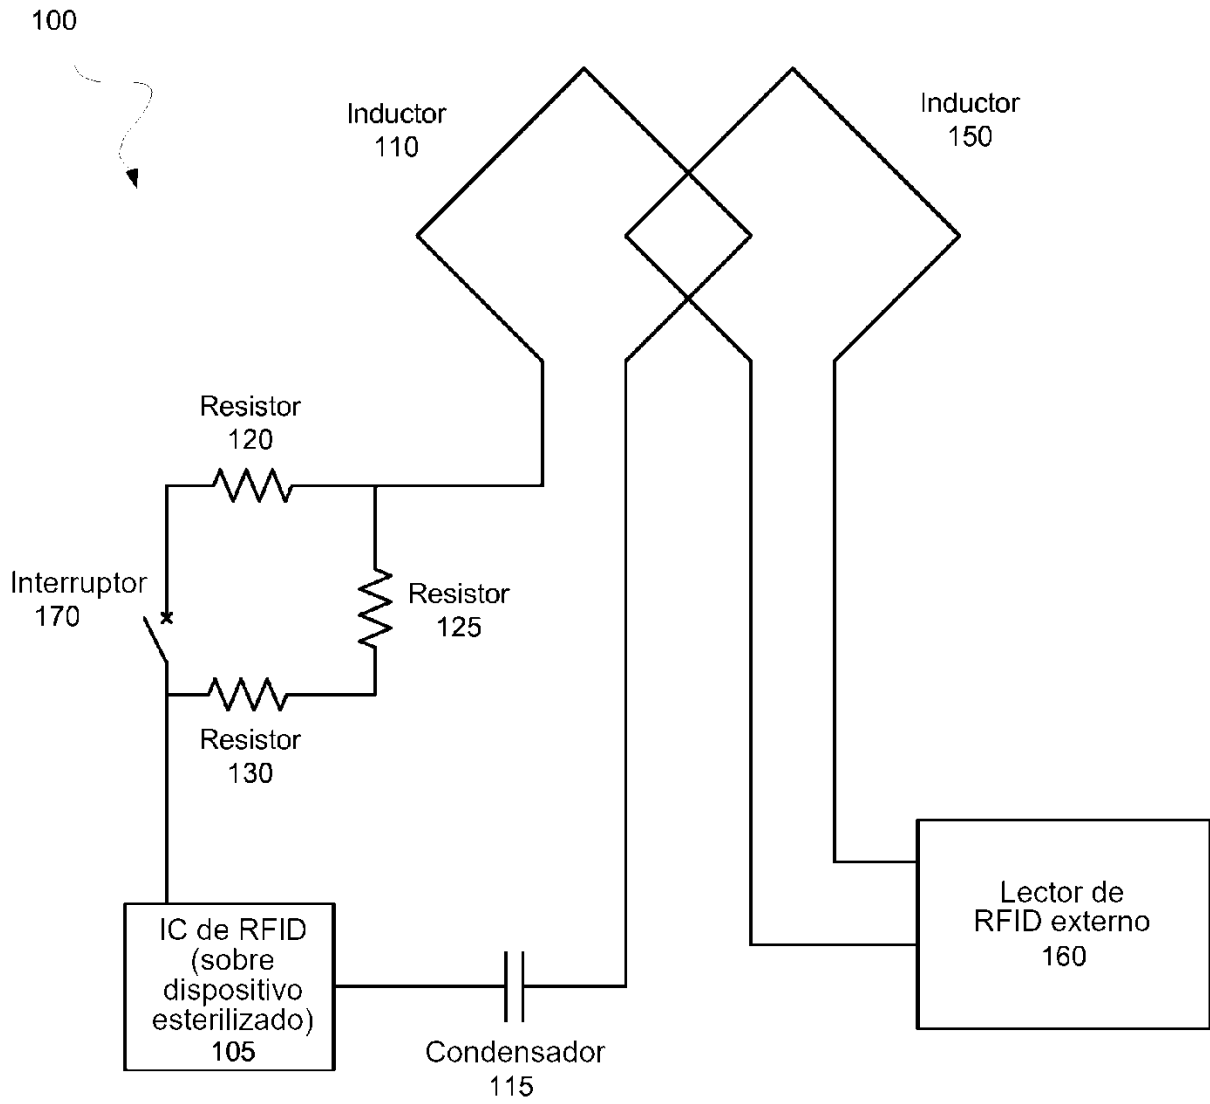 100
Inductor
110
Inductor
150
Resistor
120
Interruptor
170
Resistor
125
Resistor
130
IC de RFID
(sobre
dispositivo
esterilizado)
105
Condensador
115
Lector de
RFID externo
160